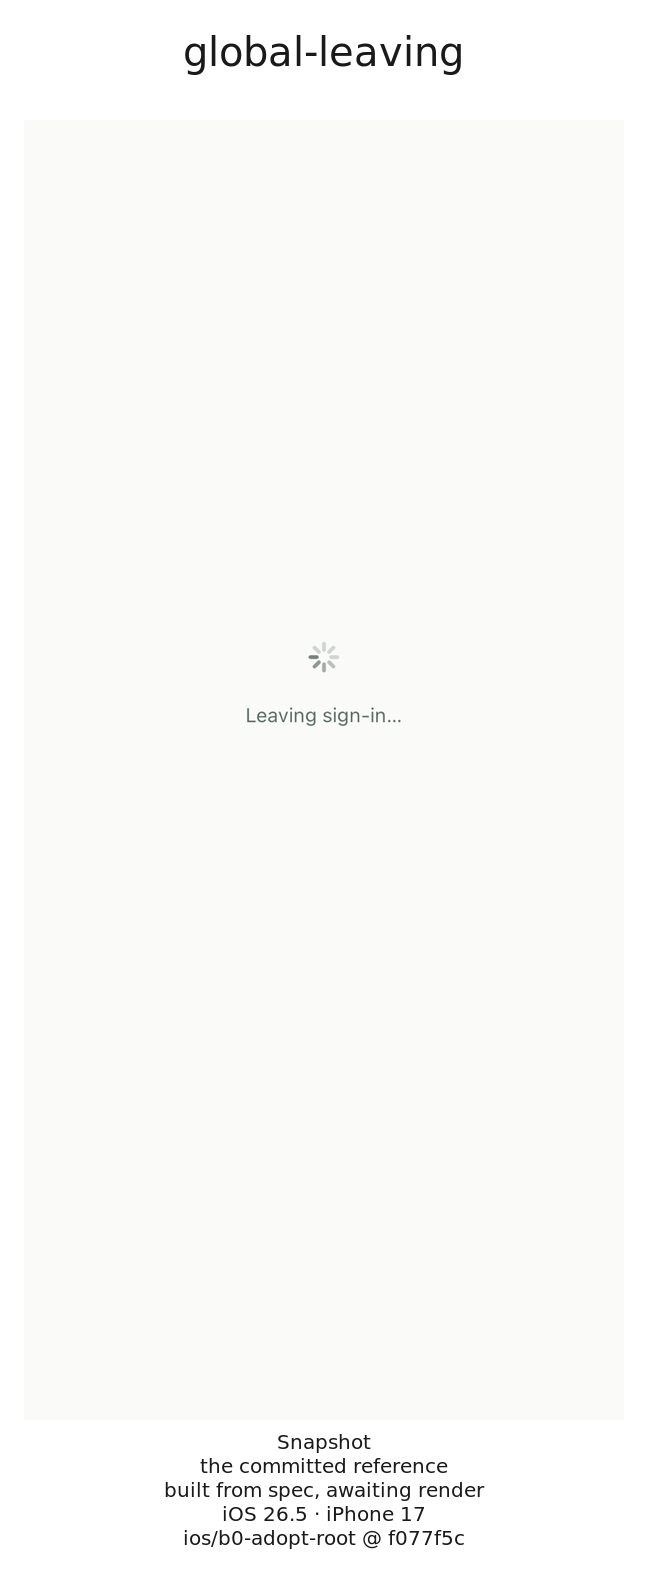 global-leaving
Leaving sign-in...
Snapshot
the committed reference
built from spec, awaiting render
iOS 26.5 · iPhone 17
ios/b0-adopt-root @ f077f5c